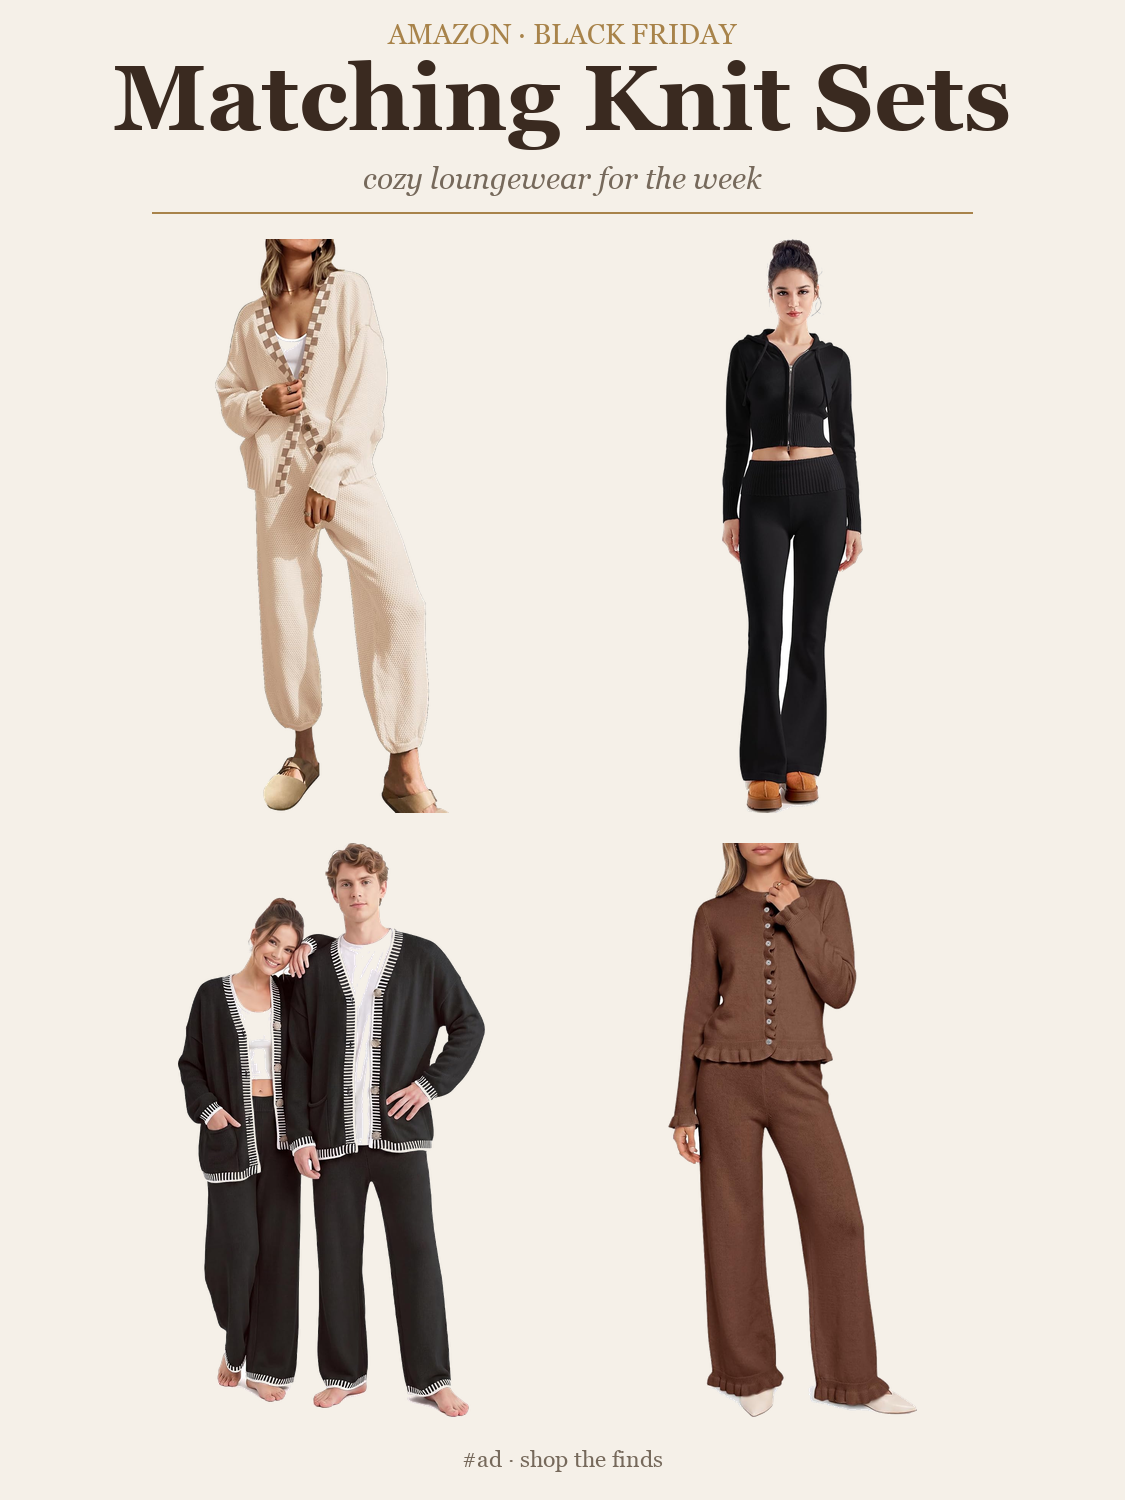 AMAZON · BLACK FRIDAY
Matching Knit Sets
cozy loungewear for the week
#ad · shop the finds